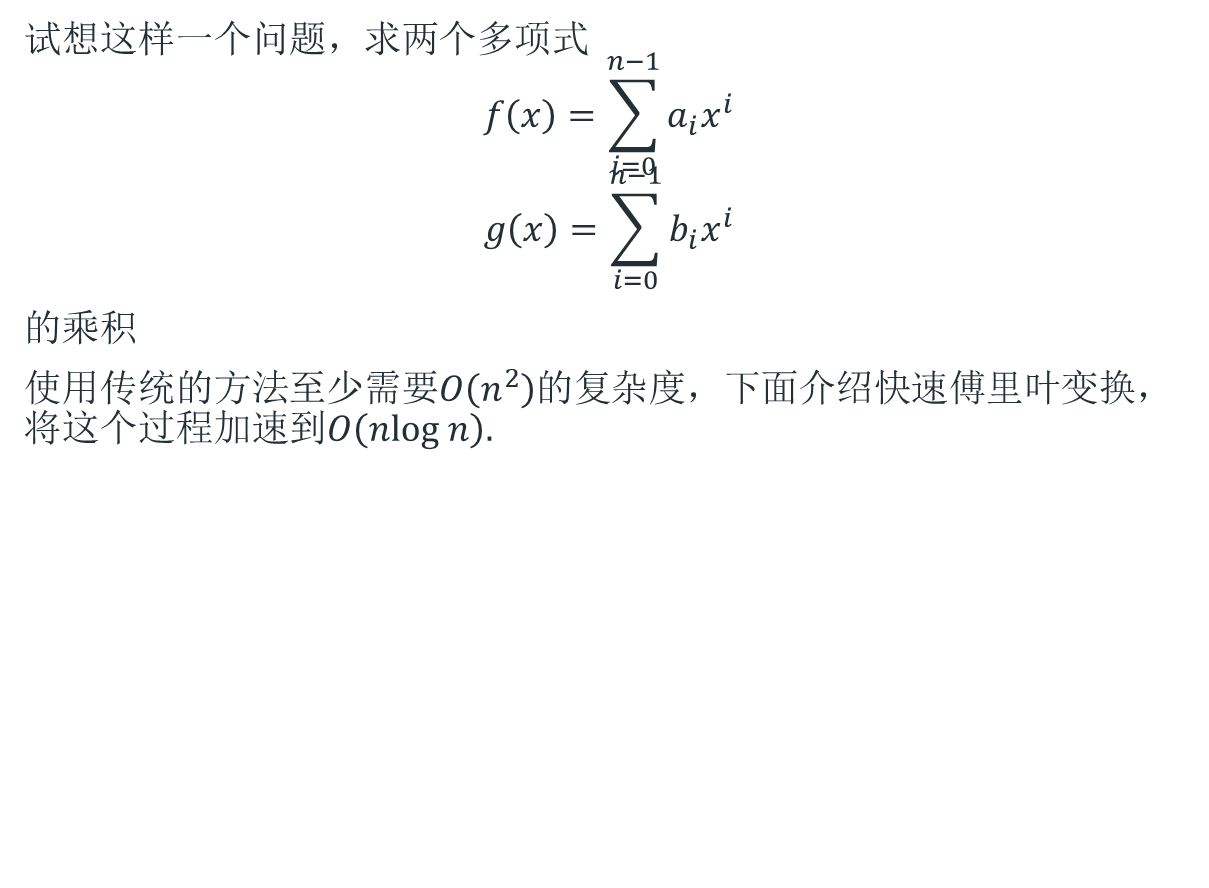 试想这样一个问题，求两个多项式
f(x) = ∑_{i=0}^{n−1} a_i x^i
g(x) = ∑_{i=0}^{n−1} b_i x^i
的乘积
使用传统的方法至少需要O(n²)的复杂度，下面介绍快速傅里叶变换，
将这个过程加速到O(nlog n).